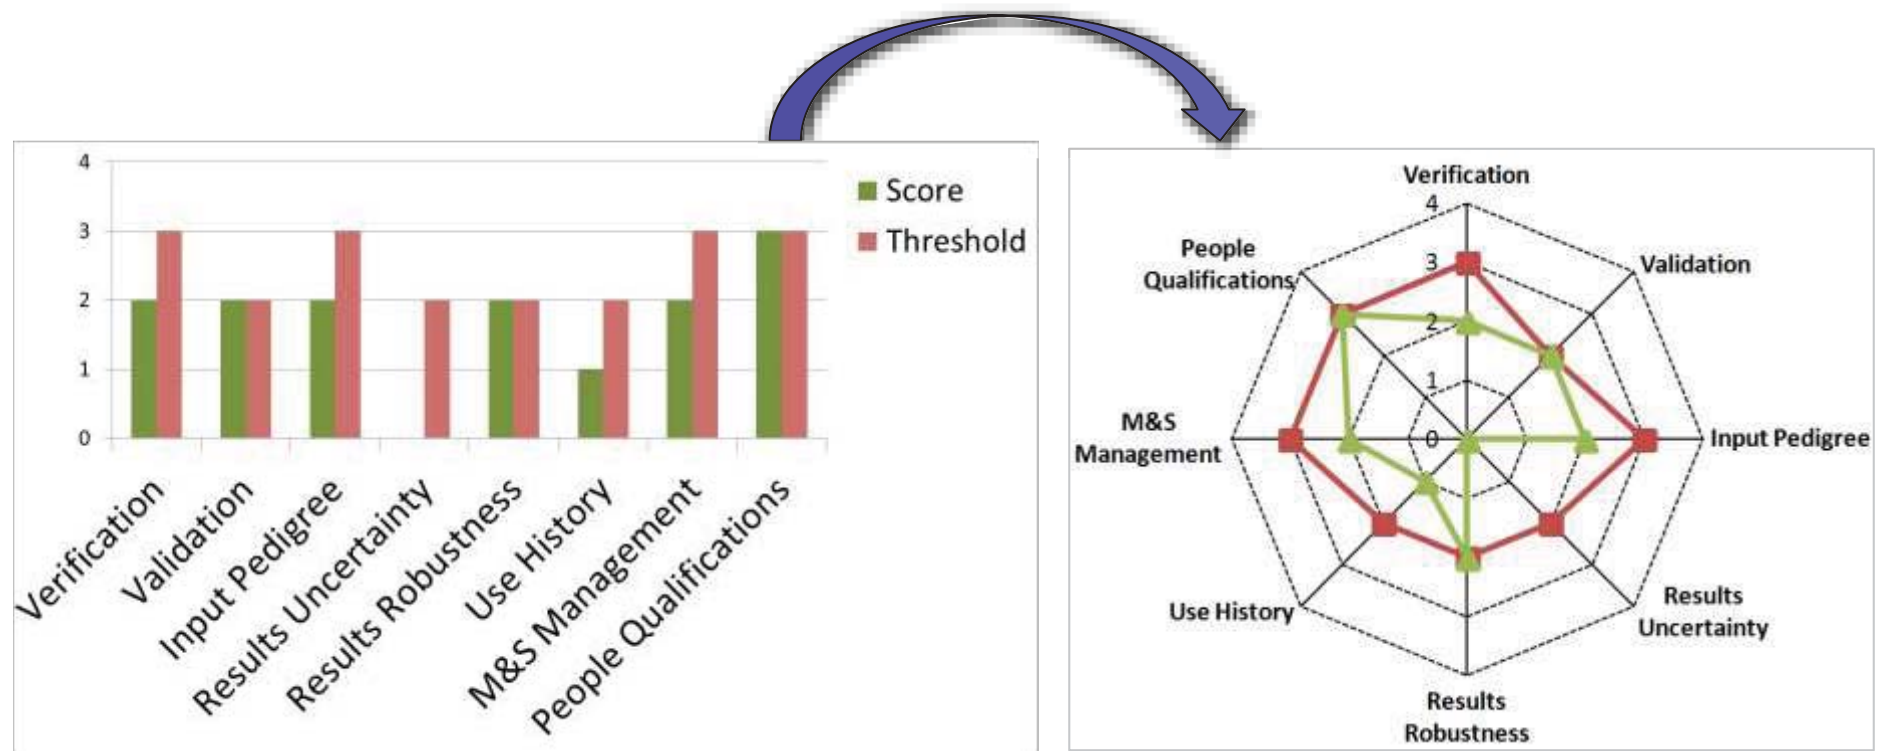 4
3
2
1
0
Score
Threshold
Verification
Validation
Input Pedigree
Results Uncertainty
Results Robustness
Use History
M&S Management
People Qualifications
Verification
4
3
2
1
0
Validation
Input Pedigree
Results
Uncertainty
Results
Robustness
Use History
M&S
Management
People
Qualifications